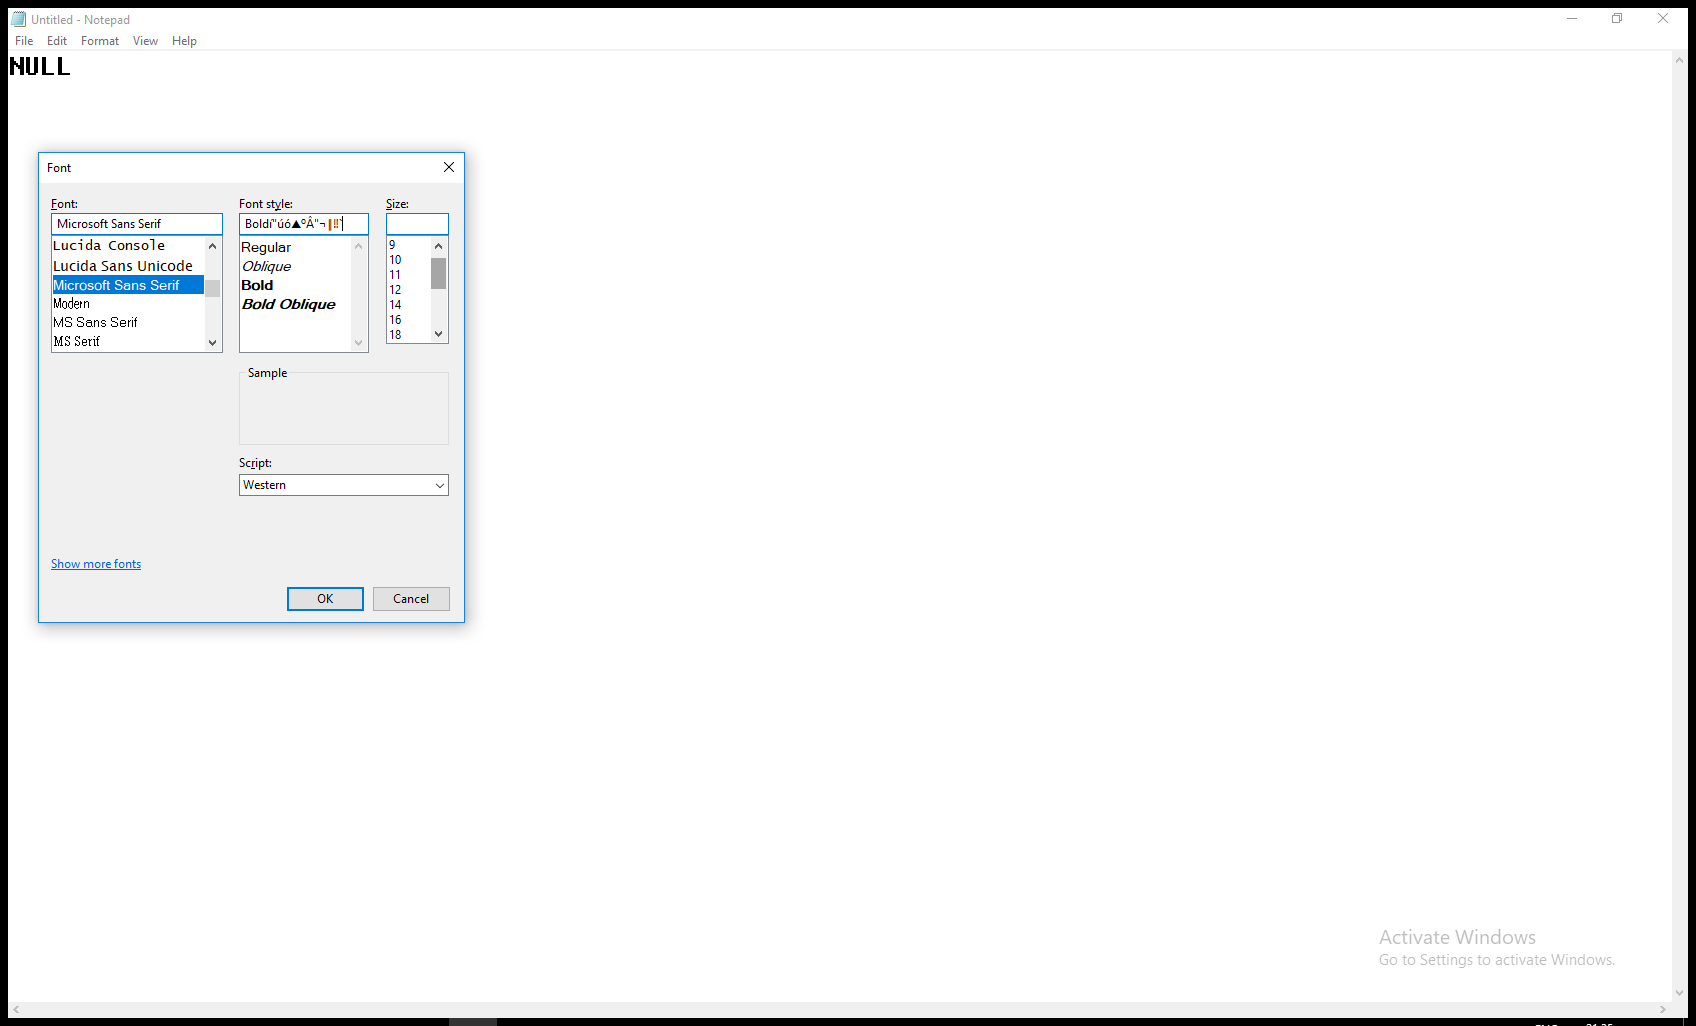 Untitled - Notepad
File Edit Format View Help
NULL
Font
Font:
Microsoft Sans Serif
Lucida Console
Lucida Sans Unicode
Microsoft Sans Serif
Modern
MS Sans Serif
MS Serif
Font style:
Boldí"úó▲ºÂ"¬
Regular
Oblique
Bold
Bold Oblique
Size:
9
10
11
12
14
16
18
Sample
Script:
Western
Show more fonts
OK Cancel
Activate Windows
Go to Settings to activate Windows.